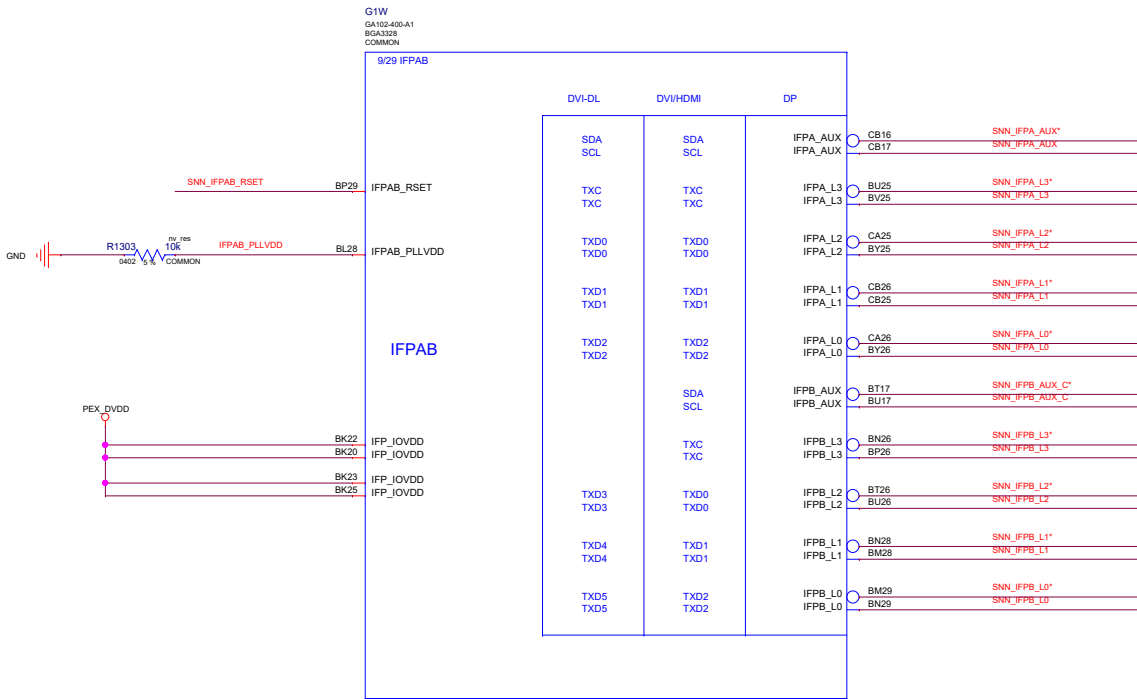 G1W
GA102-400-A1
BGA3328
COMMON
9/29 IFPAB
DVI-DL DVI/HDMI DP
SDA SDA IFPA_AUX CB16 SNN_IFPA_AUX*
SCL SCL IFPA_AUX CB17 SNN_IFPA_AUX
SNN_IFPAB_RSET BP29 IFPAB_RSET
TXC TXC IFPA_L3 BU25 SNN_IFPA_L3*
TXC TXC IFPA_L3 BV25 SNN_IFPA_L3
TXD0 TXD0 IFPA_L2 CA25 SNN_IFPA_L2*
TXD0 TXD0 IFPA_L2 BY25 SNN_IFPA_L2
GND R1303 nv_res 10k IFPAB_PLLVDD BL28 IFPAB_PLLVDD
0402 5% COMMON
TXD1 TXD1 IFPA_L1 CB26 SNN_IFPA_L1*
TXD1 TXD1 IFPA_L1 CB25 SNN_IFPA_L1
TXD2 TXD2 IFPA_L0 CA26 SNN_IFPA_L0*
TXD2 TXD2 IFPA_L0 BY26 SNN_IFPA_L0
IFPAB
SDA IFPB_AUX BT17 SNN_IFPB_AUX_C*
SCL IFPB_AUX BU17 SNN_IFPB_AUX_C
PEX_DVDD
BK22 IFP_IOVDD
BK20 IFP_IOVDD
TXC IFPB_L3 BN26 SNN_IFPB_L3*
TXC IFPB_L3 BP26 SNN_IFPB_L3
BK23 IFP_IOVDD
BK25 IFP_IOVDD
TXD3 TXD0 IFPB_L2 BT26 SNN_IFPB_L2*
TXD3 TXD0 IFPB_L2 BU26 SNN_IFPB_L2
TXD4 TXD1 IFPB_L1 BN28 SNN_IFPB_L1*
TXD4 TXD1 IFPB_L1 BM28 SNN_IFPB_L1
TXD5 TXD2 IFPB_L0 BM29 SNN_IFPB_L0*
TXD5 TXD2 IFPB_L0 BN29 SNN_IFPB_L0